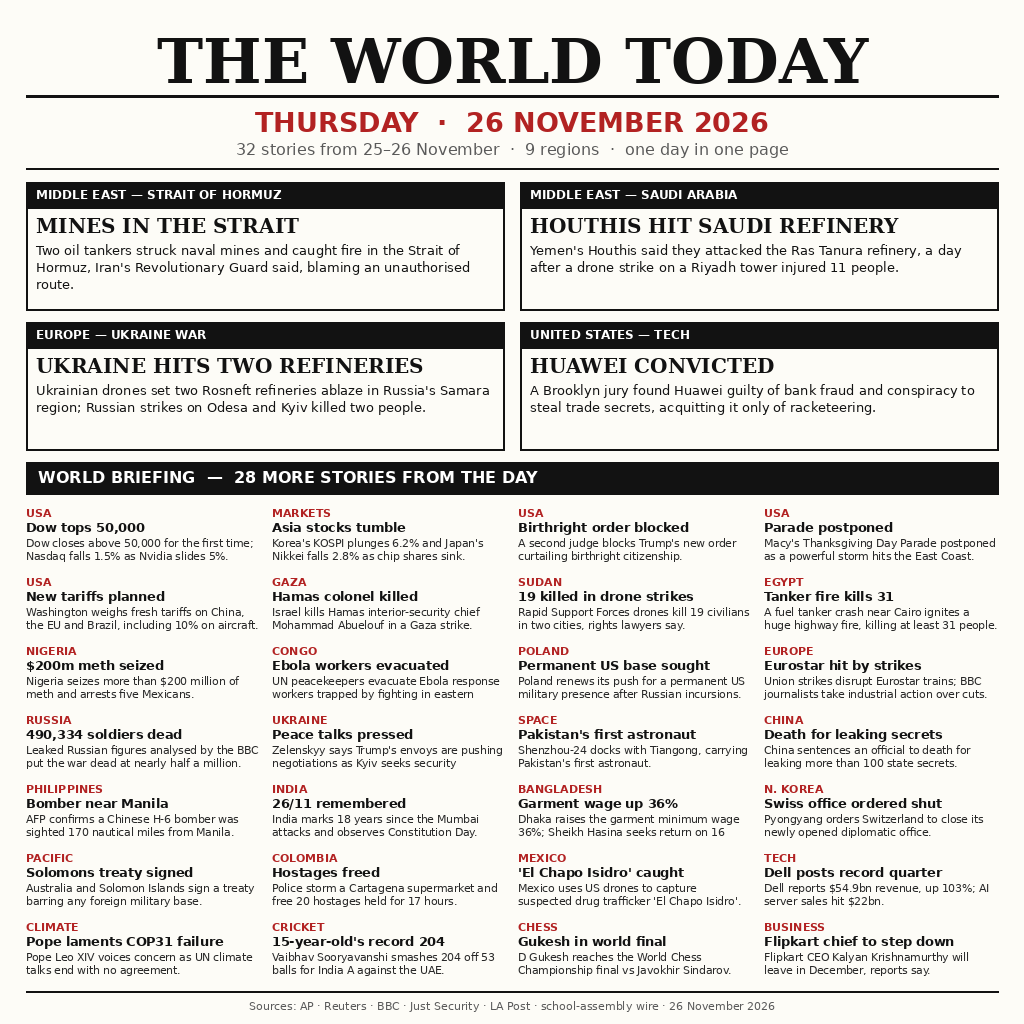 THE WORLD TODAY
THURSDAY · 26 NOVEMBER 2026
32 stories from 25–26 November · 9 regions · one day in one page
MIDDLE EAST — STRAIT OF HORMUZ
MINES IN THE STRAIT
Two oil tankers struck naval mines and caught fire in the Strait of
Hormuz, Iran's Revolutionary Guard said, blaming an unauthorised
route.
MIDDLE EAST — SAUDI ARABIA
HOUTHIS HIT SAUDI REFINERY
Yemen's Houthis said they attacked the Ras Tanura refinery, a day
after a drone strike on a Riyadh tower injured 11 people.
EUROPE — UKRAINE WAR
UKRAINE HITS TWO REFINERIES
Ukrainian drones set two Rosneft refineries ablaze in Russia's Samara
region; Russian strikes on Odesa and Kyiv killed two people.
UNITED STATES — TECH
HUAWEI CONVICTED
A Brooklyn jury found Huawei guilty of bank fraud and conspiracy to
steal trade secrets, acquitting it only of racketeering.
WORLD BRIEFING — 28 MORE STORIES FROM THE DAY
USA
Dow tops 50,000
Dow closes above 50,000 for the first time;
Nasdaq falls 1.5% as Nvidia slides 5%.
MARKETS
Asia stocks tumble
Korea's KOSPI plunges 6.2% and Japan's
Nikkei falls 2.8% as chip shares sink.
USA
Birthright order blocked
A second judge blocks Trump's new order
curtailing birthright citizenship.
USA
Parade postponed
Macy's Thanksgiving Day Parade postponed
as a powerful storm hits the East Coast.
USA
New tariffs planned
Washington weighs fresh tariffs on China,
the EU and Brazil, including 10% on aircraft.
GAZA
Hamas colonel killed
Israel kills Hamas interior-security chief
Mohammad Abuelouf in a Gaza strike.
SUDAN
19 killed in drone strikes
Rapid Support Forces drones kill 19 civilians
in two cities, rights lawyers say.
EGYPT
Tanker fire kills 31
A fuel tanker crash near Cairo ignites a
huge highway fire, killing at least 31 people.
NIGERIA
$200m meth seized
Nigeria seizes more than $200 million of
meth and arrests five Mexicans.
CONGO
Ebola workers evacuated
UN peacekeepers evacuate Ebola response
workers trapped by fighting in eastern
POLAND
Permanent US base sought
Poland renews its push for a permanent US
military presence after Russian incursions.
EUROPE
Eurostar hit by strikes
Union strikes disrupt Eurostar trains; BBC
journalists take industrial action over cuts.
RUSSIA
490,334 soldiers dead
Leaked Russian figures analysed by the BBC
put the war dead at nearly half a million.
UKRAINE
Peace talks pressed
Zelenskyy says Trump's envoys are pushing
negotiations as Kyiv seeks security
SPACE
Pakistan's first astronaut
Shenzhou-24 docks with Tiangong, carrying
Pakistan's first astronaut.
CHINA
Death for leaking secrets
China sentences an official to death for
leaking more than 100 state secrets.
PHILIPPINES
Bomber near Manila
AFP confirms a Chinese H-6 bomber was
sighted 170 nautical miles from Manila.
INDIA
26/11 remembered
India marks 18 years since the Mumbai
attacks and observes Constitution Day.
BANGLADESH
Garment wage up 36%
Dhaka raises the garment minimum wage
36%; Sheikh Hasina seeks return on 16
N. KOREA
Swiss office ordered shut
Pyongyang orders Switzerland to close its
newly opened diplomatic office.
PACIFIC
Solomons treaty signed
Australia and Solomon Islands sign a treaty
barring any foreign military base.
COLOMBIA
Hostages freed
Police storm a Cartagena supermarket and
free 20 hostages held for 17 hours.
MEXICO
'El Chapo Isidro' caught
Mexico uses US drones to capture
suspected drug trafficker 'El Chapo Isidro'.
TECH
Dell posts record quarter
Dell reports $54.9bn revenue, up 103%; AI
server sales hit $22bn.
CLIMATE
Pope laments COP31 failure
Pope Leo XIV voices concern as UN climate
talks end with no agreement.
CRICKET
15-year-old's record 204
Vaibhav Sooryavanshi smashes 204 off 53
balls for India A against the UAE.
CHESS
Gukesh in world final
D Gukesh reaches the World Chess
Championship final vs Javokhir Sindarov.
BUSINESS
Flipkart chief to step down
Flipkart CEO Kalyan Krishnamurthy will
leave in December, reports say.
Sources: AP · Reuters · BBC · Just Security · LA Post · school-assembly wire · 26 November 2026